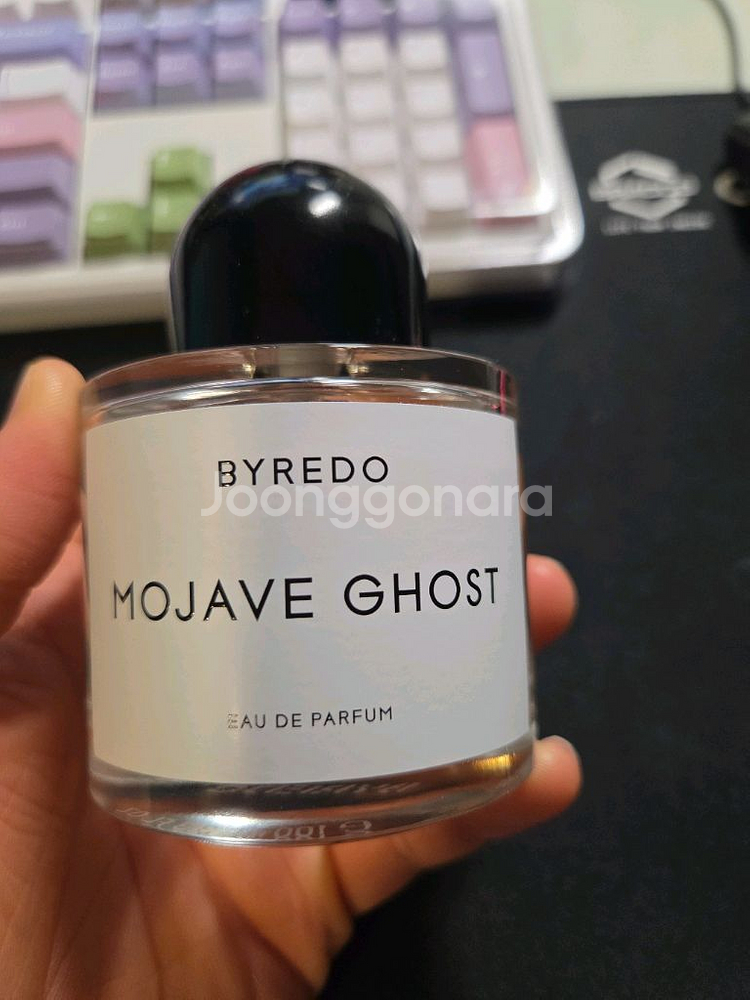 BYREDO
Joonggonara
MOJAVE GHOST
EAU DE PARFUM